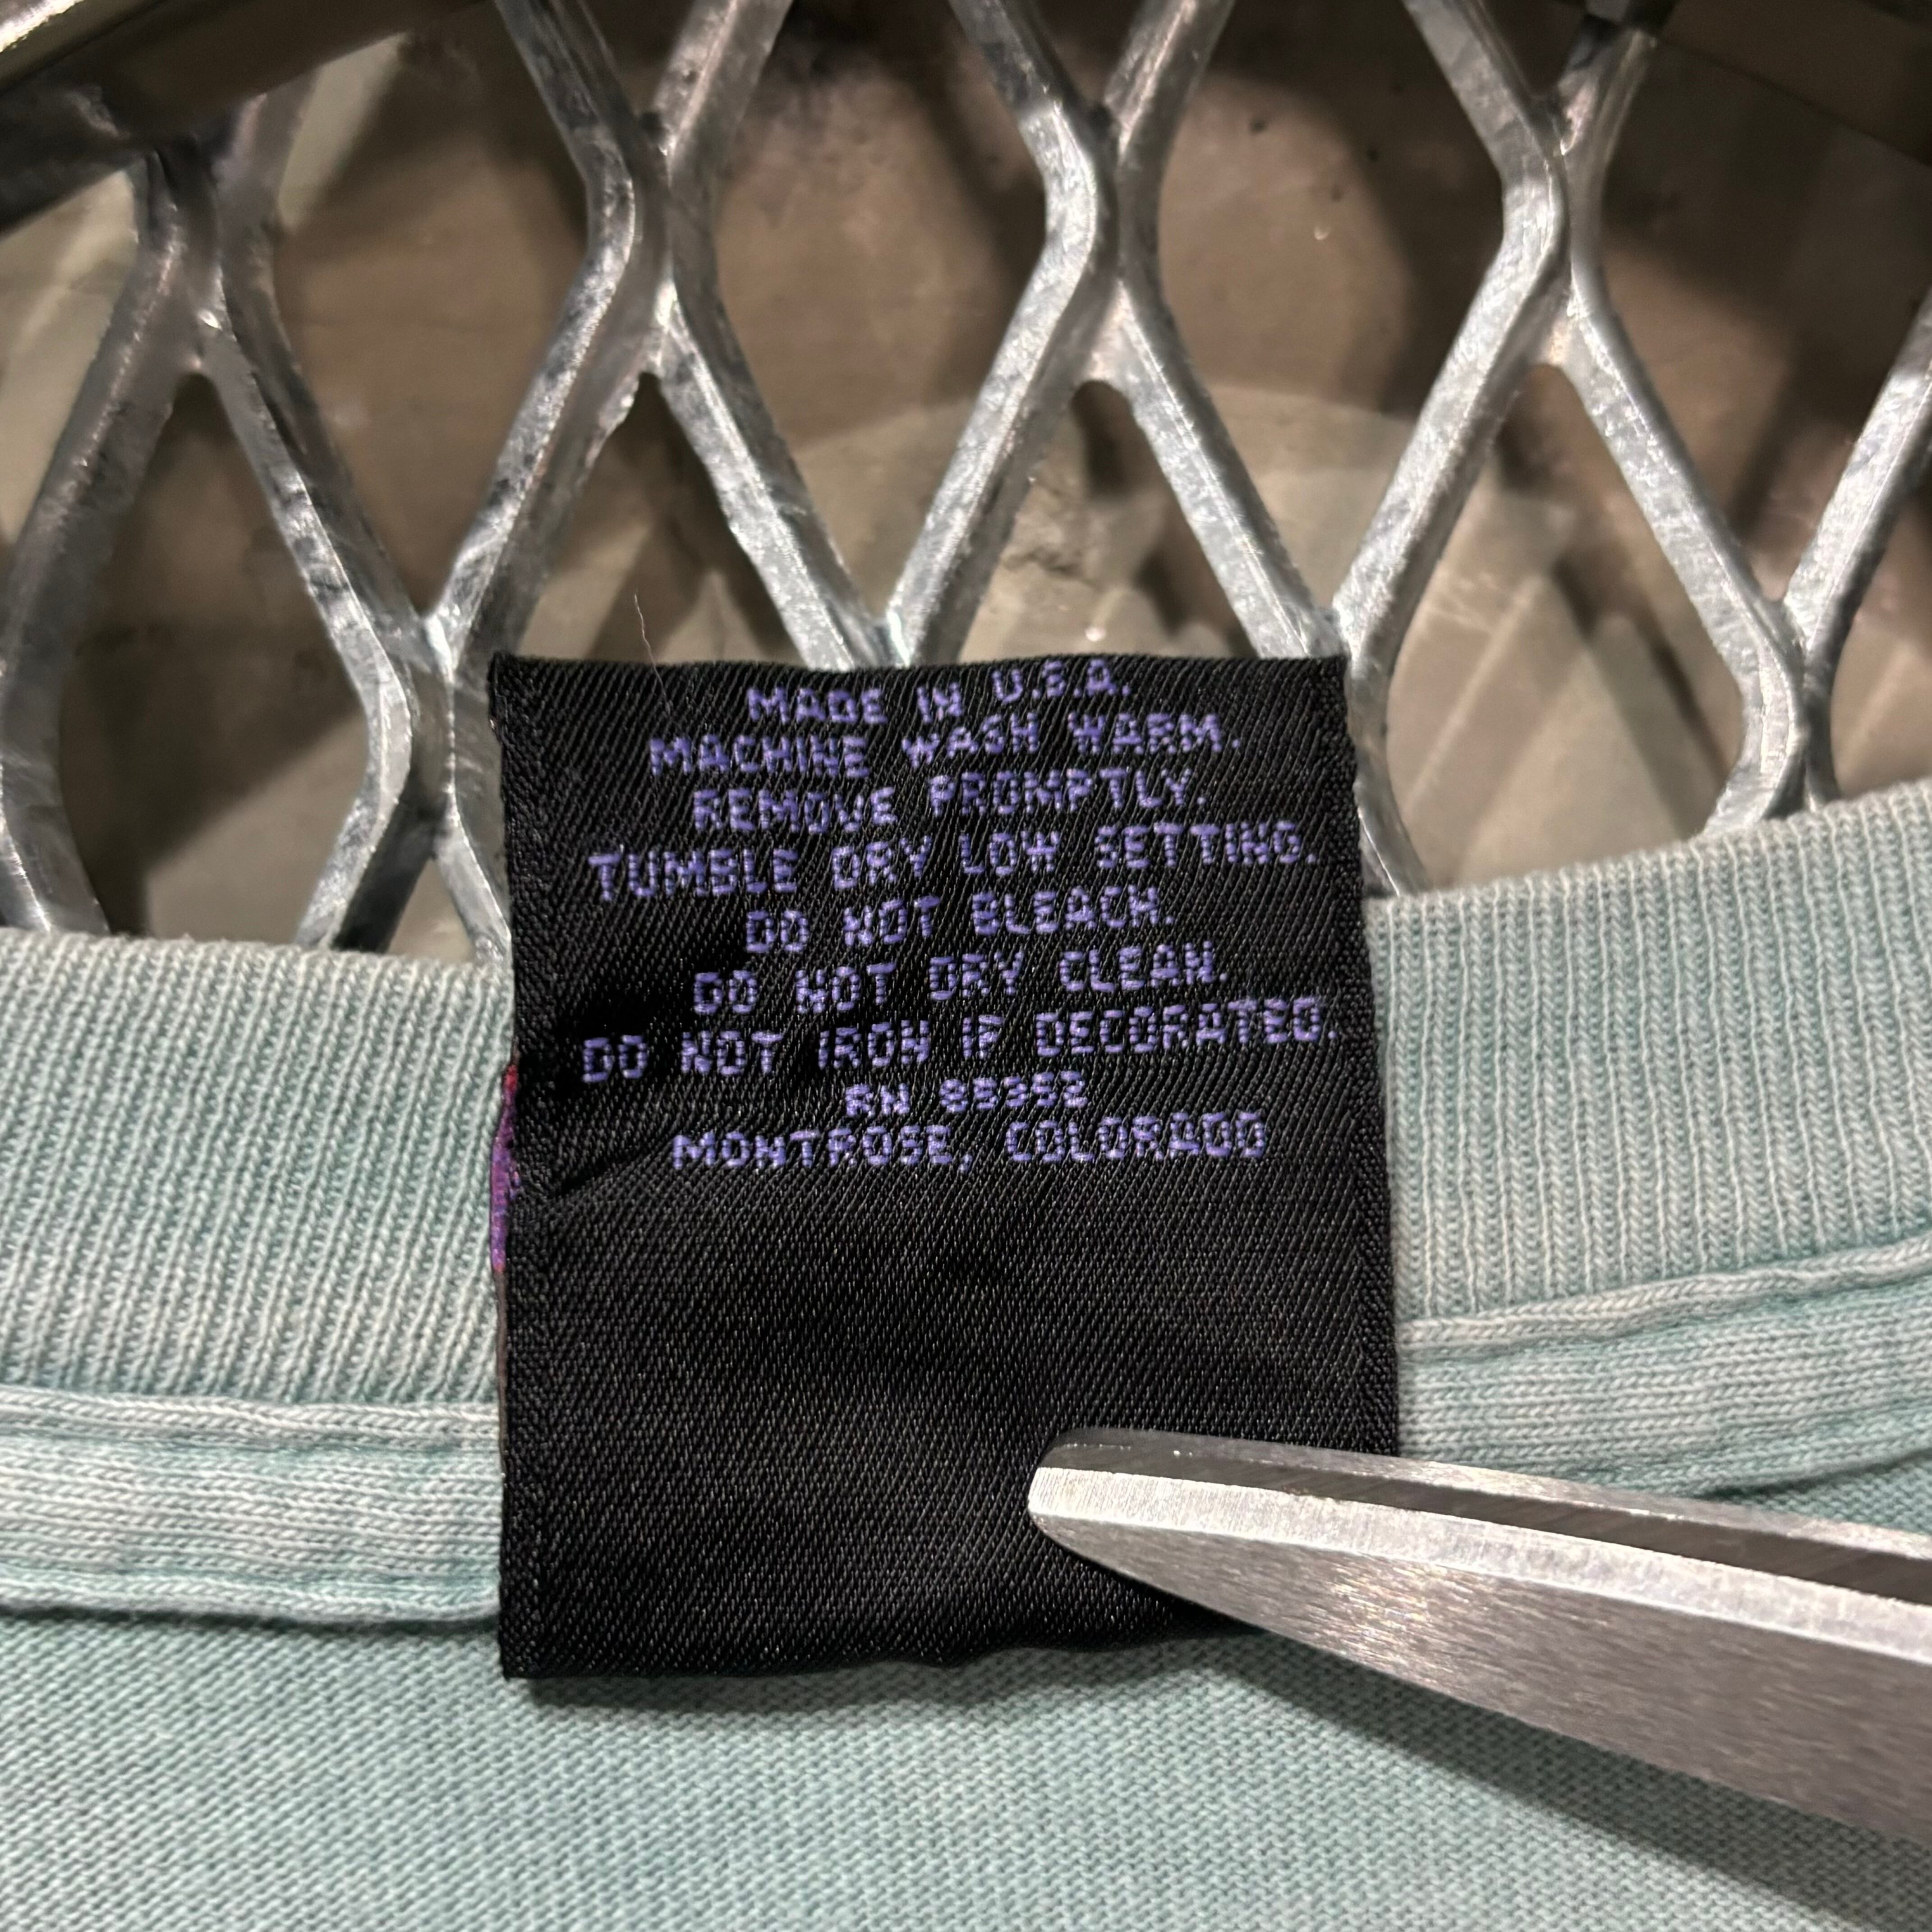 MADE IN U.S.A.
MACHINE WASH WARM.
REMOVE PROMPTLY.
TUMBLE DRY LOW SETTING.
DO NOT BLEACH.
DO NOT DRY CLEAN.
DO NOT IRON IF DECORATED.
RN 85352
MONTROSE, COLORADO